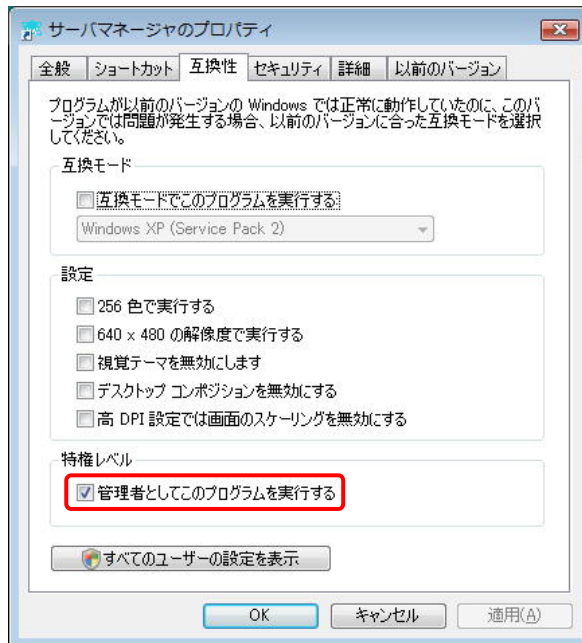 サーバマネージャのプロパティ
全般 ショートカット 互換性 セキュリティ 詳細 以前のバージョン
プログラムが以前のバージョンの Windows では正常に動作していたのに、このバ
ージョンでは問題が発生する場合、以前のバージョンに合った互換モードを選択
してください。
互換モード
互換モードでこのプログラムを実行する
Windows XP (Service Pack 2)
設定
256 色で実行する
640 x 480 の解像度で実行する
視覚テーマを無効にします
デスクトップ コンポジションを無効にする
高 DPI 設定では画面のスケーリングを無効にする
特権レベル
管理者としてこのプログラムを実行する
すべてのユーザーの設定を表示
OK キャンセル 適用(A)